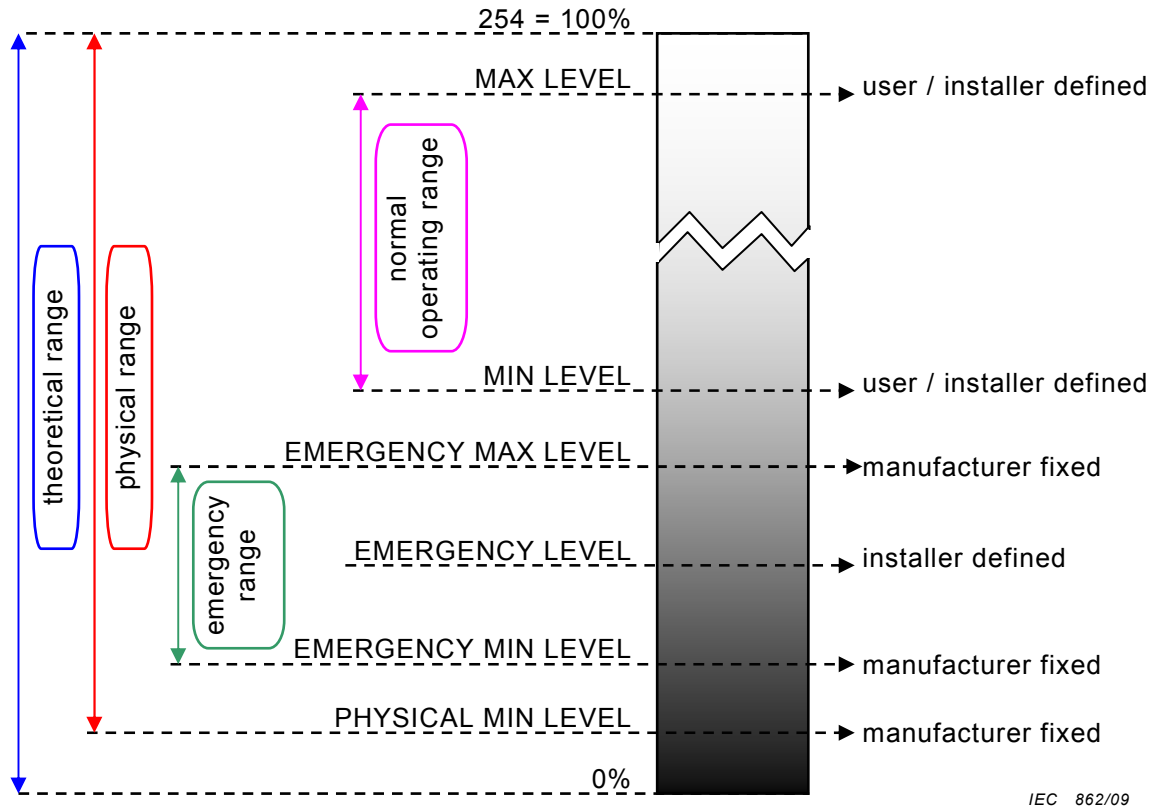 254 = 100%
MAX LEVEL
user / installer defined
normal
operating range
theoretical range
physical range
MIN LEVEL
user / installer defined
EMERGENCY MAX LEVEL
manufacturer fixed
emergency
range
EMERGENCY LEVEL
installer defined
EMERGENCY MIN LEVEL
manufacturer fixed
PHYSICAL MIN LEVEL
manufacturer fixed
0%
IEC 862/09